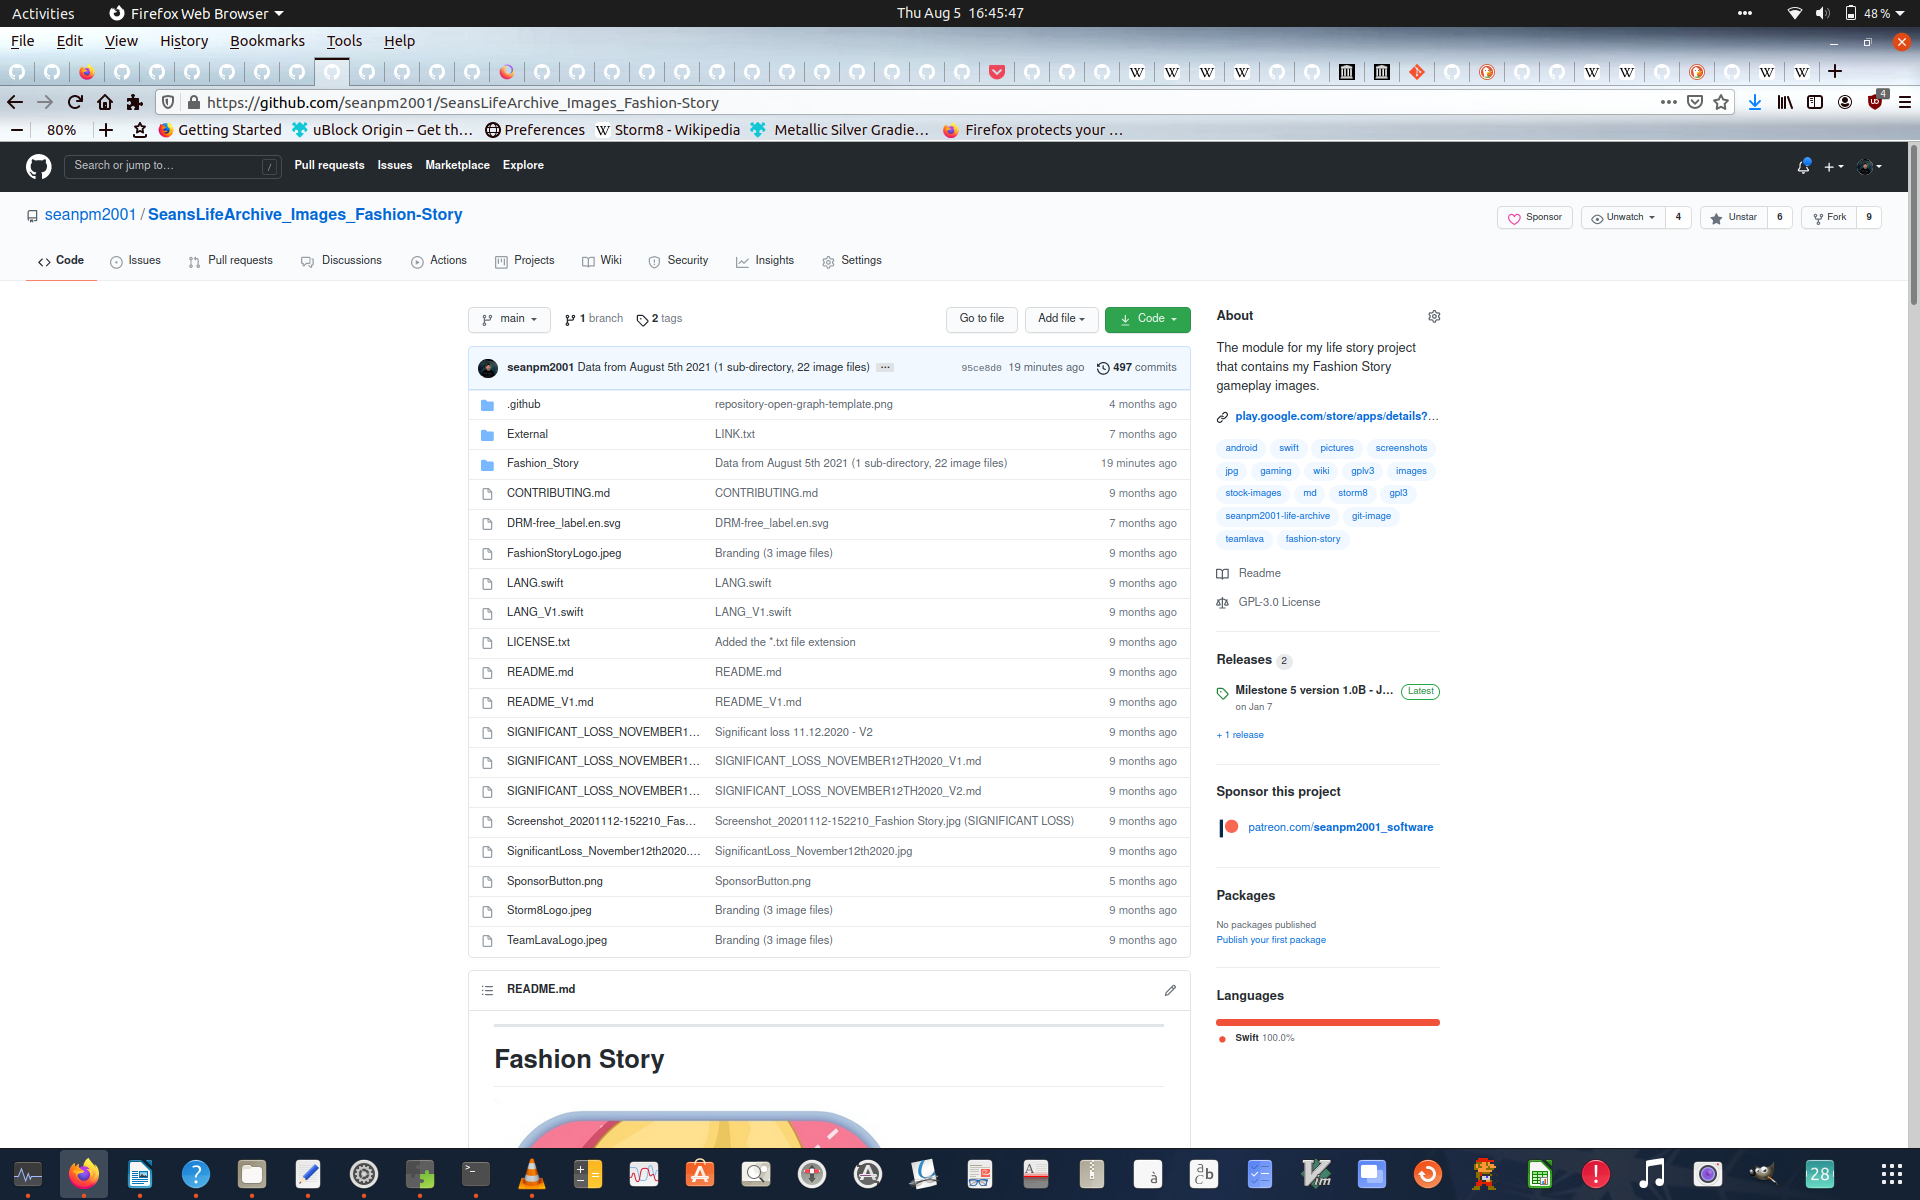 Activities Firefox Web Browser Thu Aug 5 16:45:47 48 %
File Edit View History Bookmarks Tools Help
https://github.com/seanpm2001/SeansLifeArchive_Images_Fashion-Story 4
80% Getting Started uBlock Origin – Get th… Preferences Storm8 - Wikipedia Metallic Silver Gradie… Firefox protects your …
Search or jump to… / Pull requests Issues Marketplace Explore
seanpm2001 / SeansLifeArchive_Images_Fashion-Story Sponsor Unwatch 4 Unstar 6 Fork 9
Code Issues Pull requests Discussions Actions Projects Wiki Security Insights Settings
main 1 branch 2 tags Go to file Add file Code
seanpm2001 Data from August 5th 2021 (1 sub-directory, 22 image files) … 95ce8d0 19 minutes ago 497 commits
.github repository-open-graph-template.png 4 months ago
External LINK.txt 7 months ago
Fashion_Story Data from August 5th 2021 (1 sub-directory, 22 image files) 19 minutes ago
CONTRIBUTING.md CONTRIBUTING.md 9 months ago
DRM-free_label.en.svg DRM-free_label.en.svg 7 months ago
FashionStoryLogo.jpeg Branding (3 image files) 9 months ago
LANG.swift LANG.swift 9 months ago
LANG_V1.swift LANG_V1.swift 9 months ago
LICENSE.txt Added the *.txt file extension 9 months ago
README.md README.md 9 months ago
README_V1.md README_V1.md 9 months ago
SIGNIFICANT_LOSS_NOVEMBER1… Significant loss 11.12.2020 - V2 9 months ago
SIGNIFICANT_LOSS_NOVEMBER1… SIGNIFICANT_LOSS_NOVEMBER12TH2020_V1.md 9 months ago
SIGNIFICANT_LOSS_NOVEMBER1… SIGNIFICANT_LOSS_NOVEMBER12TH2020_V2.md 9 months ago
Screenshot_20201112-152210_Fas… Screenshot_20201112-152210_Fashion Story.jpg (SIGNIFICANT LOSS) 9 months ago
SignificantLoss_November12th2020.… SignificantLoss_November12th2020.jpg 9 months ago
SponsorButton.png SponsorButton.png 5 months ago
Storm8Logo.jpeg Branding (3 image files) 9 months ago
TeamLavaLogo.jpeg Branding (3 image files) 9 months ago
README.md
Fashion Story
About
The module for my life story project
that contains my Fashion Story
gameplay images.
play.google.com/store/apps/details?…
android swift pictures screenshots
jpg gaming wiki gplv3 images
stock-images md storm8 gpl3
seanpm2001-life-archive git-image
teamlava fashion-story
Readme
GPL-3.0 License
Releases 2
Milestone 5 version 1.0B - J… Latest
on Jan 7
+ 1 release
Sponsor this project
patreon.com/seanpm2001_software
Packages
No packages published
Publish your first package
Languages
Swift 100.0%
28